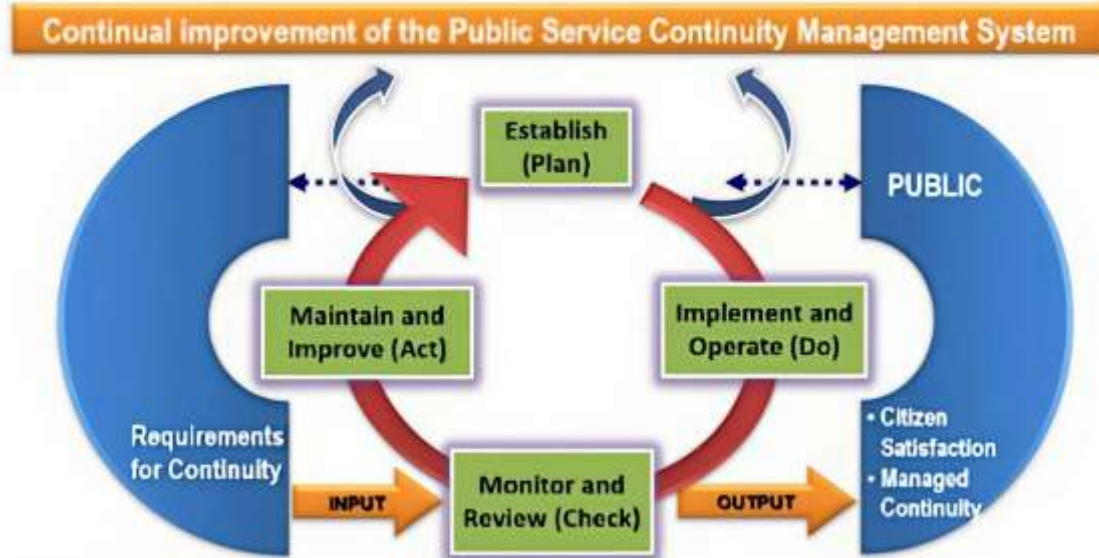 Continual Improvement of the Public Service Continuity Management System
Establish
(Plan)
PUBLIC
Maintain and
Improve (Act)
Implement and
Operate (Do)
Requirements
for Continuity
• Citizen
Satisfaction
• Managed
Continuity
INPUT
Monitor and
Review (Check)
OUTPUT